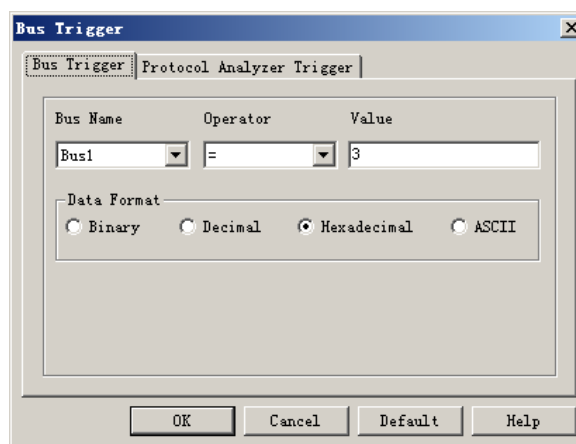 Bus Trigger
Bus Trigger Protocol Analyzer Trigger
Bus Name Operator Value
Bus1 = 3
Data Format
Binary Decimal Hexadecimal ASCII
OK Cancel Default Help